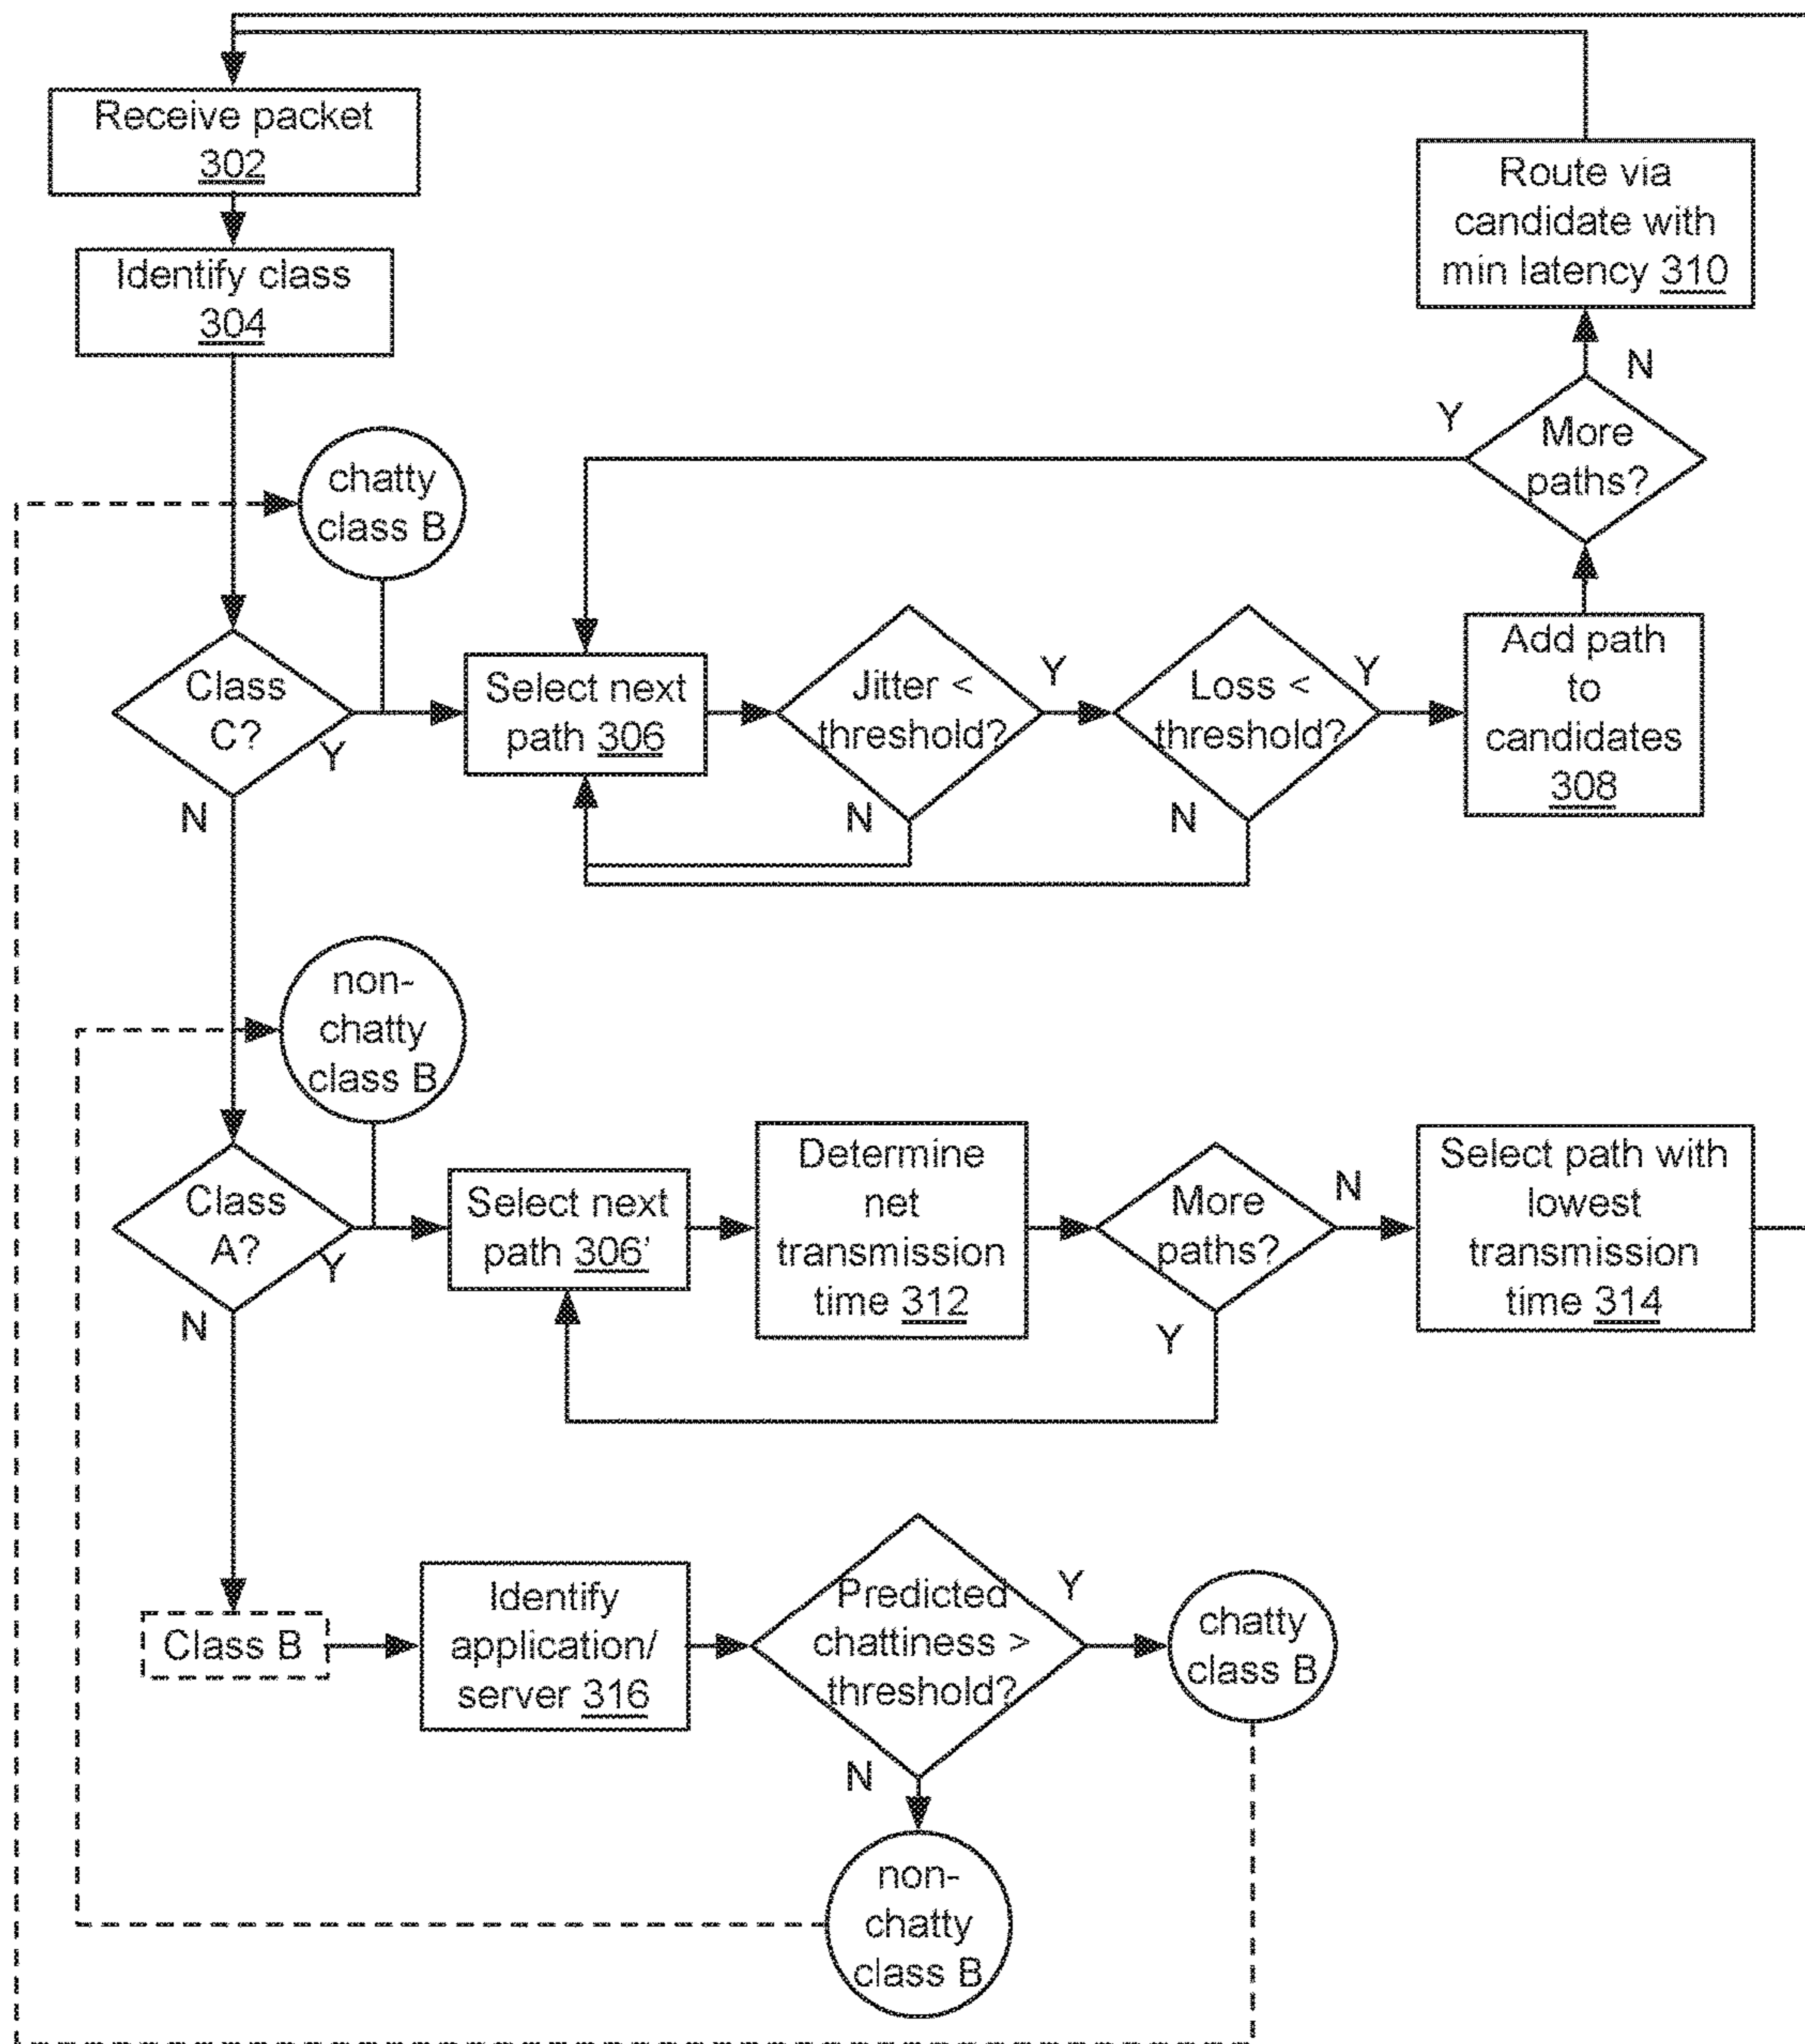 Receive packet
302
Identify class
304
Route via
candidate with
min latency 310
N
Y
More
paths?
chatty
class B
Class
C?
Y
N
Select next
path 306
Jitter <
threshold?
Y
N
Loss <
threshold?
Y
N
Add path
to
candidates
308
non-
chatty
class B
Class
A?
Y
N
Select next
path 306'
Determine
net
transmission
time 312
More
paths?
N
Y
Select path with
lowest
transmission
time 314
Class B
Identify
application/
server 316
Predicted
chattiness >
threshold?
Y
N
chatty
class B
non-
chatty
class B